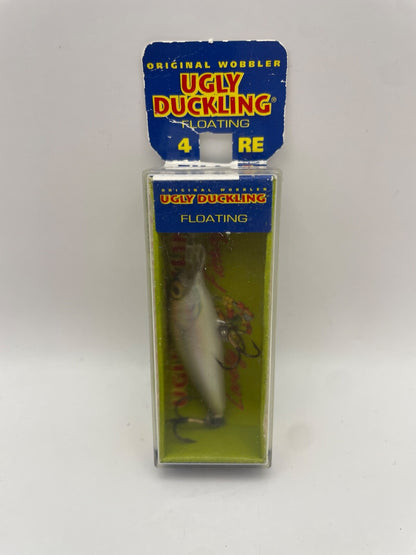 ORIGINAL WOBBLER
UGLY
DUCKLING®
FLOATING
4 RE
ORIGINAL WOBBLER
UGLY DUCKLING
FLOATING